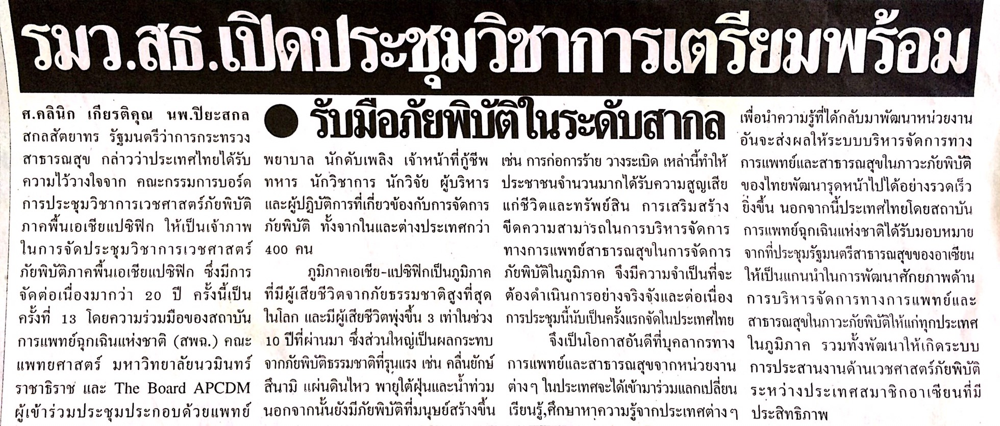 รมว.สธ.เปิดประชุมวิชาการเตรียมพร้อม
● รับมือภัยพิบัติในระดับสากล
ศ.คลินิก เกียรติคุณ นพ.ปิยะสกล
สกลสัตยาทร รัฐมนตรีว่าการกระทรวง
สาธารณสุข กล่าวว่าประเทศไทยได้รับ
ความไว้วางใจจาก คณะกรรมการบอร์ด
การประชุมวิชาการเวชศาสตร์ภัยพิบัติ
ภาคพื้นเอเชียแปซิฟิก ให้เป็นเจ้าภาพ
ในการจัดประชุมวิชาการเวชศาสตร์
ภัยพิบัติภาคพื้นเอเชียแปซิฟิก ซึ่งมีการ
จัดต่อเนื่องมากว่า 20 ปี ครั้งนี้เป็น
ครั้งที่ 13 โดยความร่วมมือของสถาบัน
การแพทย์ฉุกเฉินแห่งชาติ (สพฉ.) คณะ
แพทยศาสตร์ มหาวิทยาลัยนวมินทร์
ราชาธิราช และ The Board APCDM
ผู้เข้าร่วมประชุมประกอบด้วยแพทย์
พยาบาล นักดับเพลิง เจ้าหน้าที่กู้ชีพ
ทหาร นักวิชาการ นักวิจัย ผู้บริหาร
และผู้ปฏิบัติการที่เกี่ยวข้องกับการจัดการ
ภัยพิบัติ ทั้งจากในและต่างประเทศกว่า
400 คน
ภูมิภาคเอเชีย-แปซิฟิกเป็นภูมิภาค
ที่มีผู้เสียชีวิตจากภัยธรรมชาติสูงที่สุด
ในโลก และมีผู้เสียชีวิตพุ่งขึ้น 3 เท่าในช่วง
10 ปีที่ผ่านมา ซึ่งส่วนใหญ่เป็นผลกระทบ
จากภัยพิบัติธรรมชาติที่รุนแรง เช่น คลื่นยักษ์
สึนามิ แผ่นดินไหว พายุใต้ฝุ่นและน้ำท่วม
นอกจากนั้นยังมีภัยพิบัติที่มนุษย์สร้างขึ้น
เช่น การก่อการร้าย วางระเบิด เหล่านี้ทำให้
ประชาชนจำนวนมากได้รับความสูญเสีย
แก่ชีวิตและทรัพย์สิน การเสริมสร้าง
ขีดความสามารถในการบริหารจัดการ
ทางการแพทย์สาธารณสุขในการจัดการ
ภัยพิบัติในภูมิภาค จึงมีความจำเป็นที่จะ
ต้องดำเนินการอย่างจริงจังและต่อเนื่อง
การประชุมนี้นับเป็นครั้งแรกจัดในประเทศไทย
จึงเป็นโอกาสอันดีที่บุคลากรทาง
การแพทย์และสาธารณสุขจากหน่วยงาน
ต่างๆ ในประเทศจะได้เข้ามาร่วมแลกเปลี่ยน
เรียนรู้,ศึกษาหาความรู้จากประเทศต่างๆ
เพื่อนำความรู้ที่ได้กลับมาพัฒนาหน่วยงาน
อันจะส่งผลให้ระบบบริหารจัดการทาง
การแพทย์และสาธารณสุขในภาวะภัยพิบัติ
ของไทยพัฒนารุดหน้าไปได้อย่างรวดเร็ว
ยิ่งขึ้น นอกจากนี้ประเทศไทยโดยสถาบัน
การแพทย์ฉุกเฉินแห่งชาติได้รับมอบหมาย
จากที่ประชุมรัฐมนตรีสาธารณสุขของอาเซียน
ให้เป็นแกนนำในการพัฒนาศักยภาพด้าน
การบริหารจัดการทางการแพทย์และ
สาธารณสุขในภาวะภัยพิบัติให้แก่ทุกประเทศ
ในภูมิภาค รวมทั้งพัฒนาให้เกิดระบบ
การประสานงานด้านเวชศาสตร์ภัยพิบัติ
ระหว่างประเทศสมาชิกอาเซียนที่มี
ประสิทธิภาพ